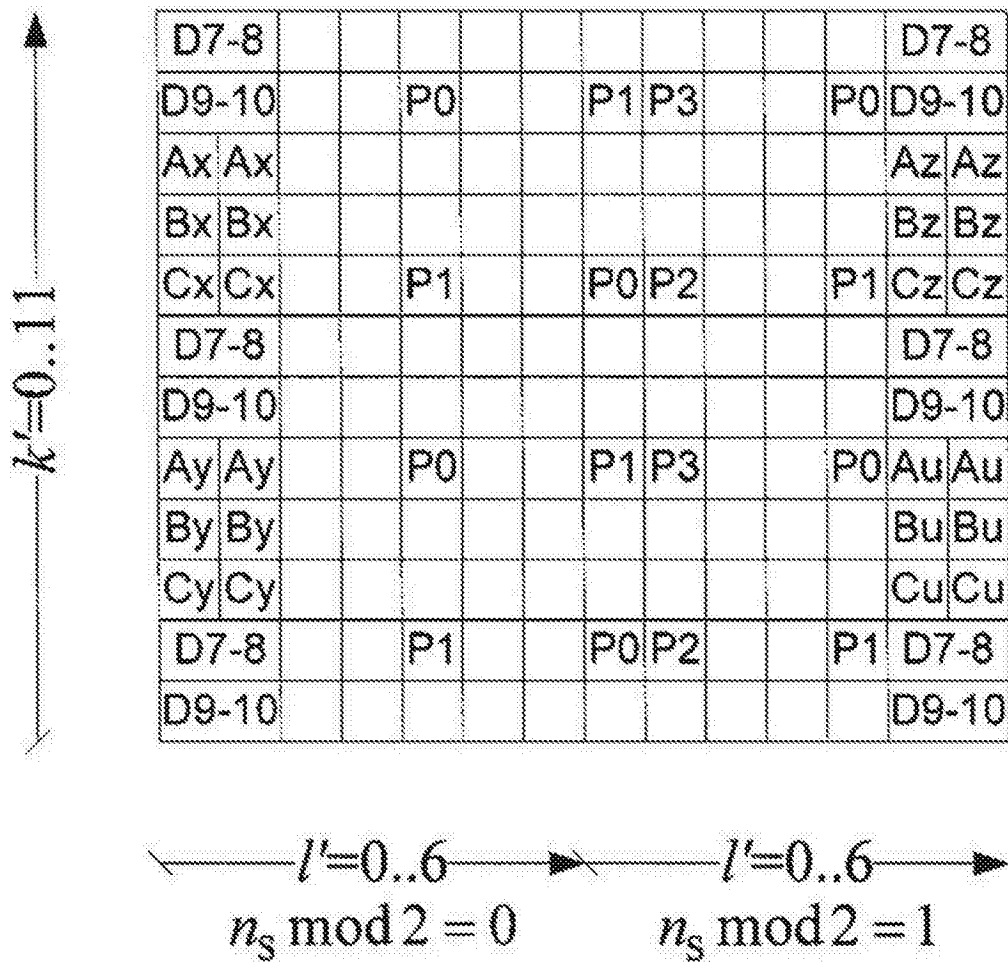 D7-8 D7-8
D9-10 P0 P1 P3 P0 D9-10
Ax Ax Az Az
Bx Bx Bz Bz
Cx Cx P1 P0 P2 P1 Cz Cz
D7-8 D7-8
D9-10 D9-10
Ay Ay P0 P1 P3 P0 Au Au
By By Bu Bu
Cy Cy Cu Cu
D7-8 P1 P0 P2 P1 D7-8
D9-10 D9-10
k'=0..11
l'=0..6 l'=0..6
n_s mod 2 = 0 n_s mod 2 = 1